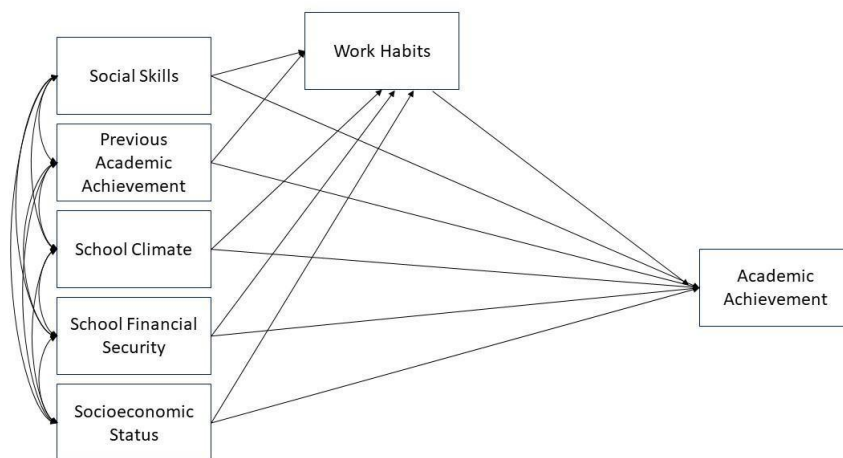 Work Habits
Social Skills
Previous
Academic
Achievement
School Climate
School Financial
Security
Socioeconomic
Status
Academic
Achievement